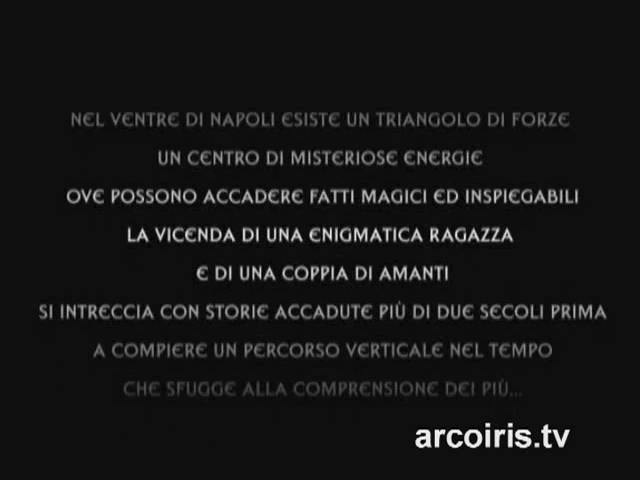 NEL VENTRE DI NAPOLI ESISTE UN TRIANGOLO DI FORZE
UN CENTRO DI MISTERIOSE ENERGIE
OVE POSSONO ACCADERE FATTI MAGICI ED INSPIEGABILI
LA VICENDA DI UNA ENIGMATICA RAGAZZA
E DI UNA COPPIA DI AMANTI
SI INTRECCIA CON STORIE ACCADUTE PIÙ DI DUE SECOLI PRIMA
A COMPIERE UN PERCORSO VERTICALE NEL TEMPO
CHE SFUGGE ALLA COMPRENSIONE DEI PIÙ...
arcoiris.tv